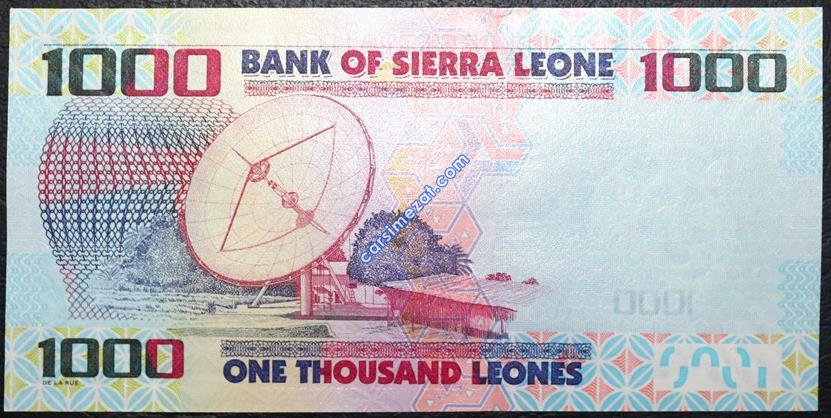 1000 BANK OF SIERRA LEONE 1000
carsimezat.com
1000
1000 ONE THOUSAND LEONES
DE LA RUE